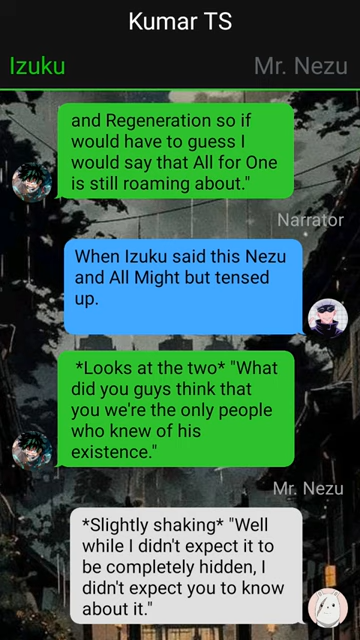 Kumar TS
Izuku
Mr. Nezu
and Regeneration so if
would have to guess I
would say that All for One
is still roaming about."
Narrator
When Izuku said this Nezu
and All Might but tensed
up.
*Looks at the two* "What
did you guys think that
you we're the only people
who knew of his
existence."
Mr. Nezu
*Slightly shaking* "Well
while I didn't expect it to
be completely hidden, I
didn't expect you to know
about it."